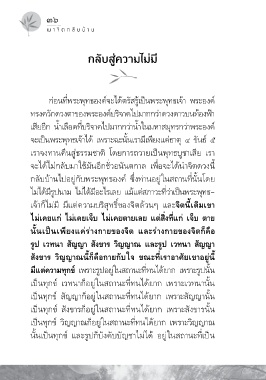 ๓๖
พาจิตกลับบ้าน
กลับสู่ความไม่มี
ก่อนที่พระพุทธองค์จะได้ตรัสรู้เป็นพระพุทธเจ้า พระองค์
ทรงควักดวงตาของพระองค์บริจาคไปมากกว่าดวงดาวบนท้องฟ้า
เสียอีก น้ำเลือดที่บริจาคไปมากกว่าน้ำในมหาสมุทรกว่าพระองค์
จะเป็นพระพุทธเจ้าได้ เพราะฉะนั้นเรามีเพียงแค่ธาตุ ๔ ขันธ์ ๕
เราจงหวนคืนสู่ธรรมชาติ โดยการถวายเป็นพุทธบูชาเสีย เรา
จะได้ไม่กลับมาใช้มันอีกชั่วอนันตกาล เพื่อจะได้นำจิตดวงนี้
กลับบ้านไปอยู่กับพระพุทธองค์ ซึ่งท่านอยู่ในสถานที่นั้นโดย
ไม่ได้มีรูปนาม ไม่ได้มีอะไรเลย แม้แต่สภาวะที่ว่าเป็นพระพุทธ-
เจ้าก็ไม่มี มีแต่ความบริสุทธิ์ของจิตล้วนๆ และจิตนี้เดิมเขา
ไม่เคยแก่ ไม่เคยเจ็บ ไม่เคยตายเลย แต่สิ่งที่แก่ เจ็บ ตาย
นั้นเป็นเพียงแค่ร่างกายของจิต และร่างกายของจิตก็คือ
รูป เวทนา สัญญา สังขาร วิญญาณ และรูป เวทนา สัญญา
สังขาร วิญญาณนี้ก็คือกายกับใจ ขณะที่เราอาศัยเขาอยู่นี้
มีแต่ความทุกข์ เพราะรูปอยู่ในสถานะที่ทนได้ยาก เพราะรูปนั้น
เป็นทุกข์ เวทนาก็อยู่ในสถานะที่ทนได้ยาก เพราะเวทนานั้น
เป็นทุกข์ สัญญาก็อยู่ในสถานะที่ทนได้ยาก เพราะสัญญานั้น
เป็นทุกข์ สังขารก็อยู่ในสถานะที่ทนได้ยาก เพราะสังขารนั้น
เป็นทุกข์ วิญญาณก็อยู่ในสถานะที่ทนได้ยาก เพราะวิญญาณ
นั้นเป็นทุกข์ และรูปก็บังคับบัญชาไม่ได้ อยู่ในสถานะที่เป็น